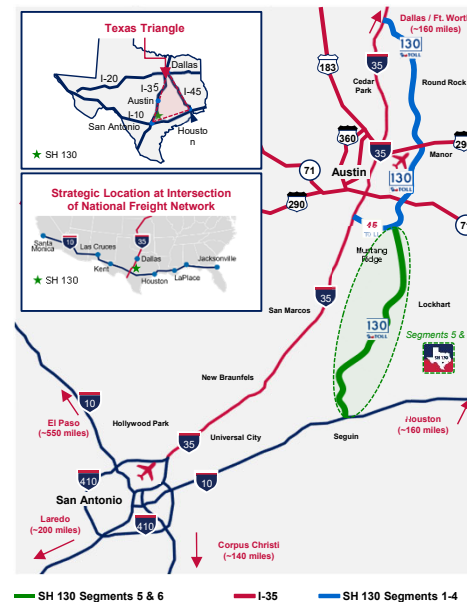 Texas Triangle
Dallas
I-20
I-35
I-45
Austin
I-10
San Antonio
Housto
n
SH 130
Strategic Location at Intersection
of National Freight Network
Santa
Monica
10
35
Las Cruces
Dallas
Jacksonville
Kent
Houston
LaPlace
SH 130
Dallas / Ft. Worth
(~160 miles)
130
TOLL
183
35
Cedar
Park
Round Rock
360
35
290
Manor
71
Austin
130
TOLL
290
71
45
TOLL
Mustang
Ridge
San Marcos
35
130
TOLL
Lockhart
Segments 5 &
SH 130
New Braunfels
10
El Paso
(~550 miles)
Hollywood Park
35
Universal City
Seguin
Houston
(~160 miles)
410
10
San Antonio
410
Laredo
(~200 miles)
Corpus Christi
(~140 miles)
SH 130 Segments 5 & 6
I-35
SH 130 Segments 1-4